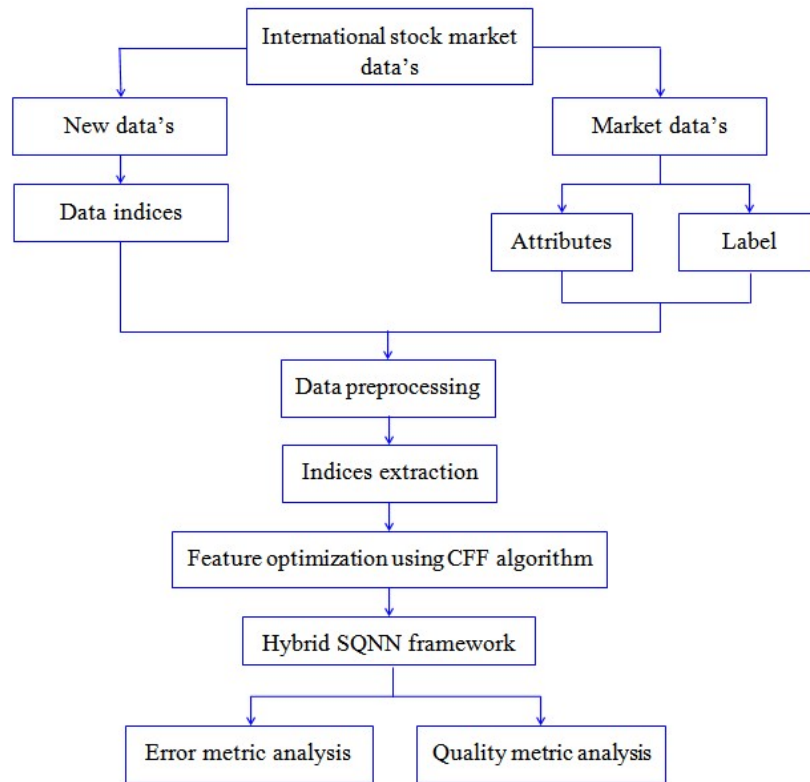 International stock market
data's
New data's
Market data's
Data indices
Attributes
Label
Data preprocessing
Indices extraction
Feature optimization using CFF algorithm
Hybrid SQNN framework
Error metric analysis
Quality metric analysis